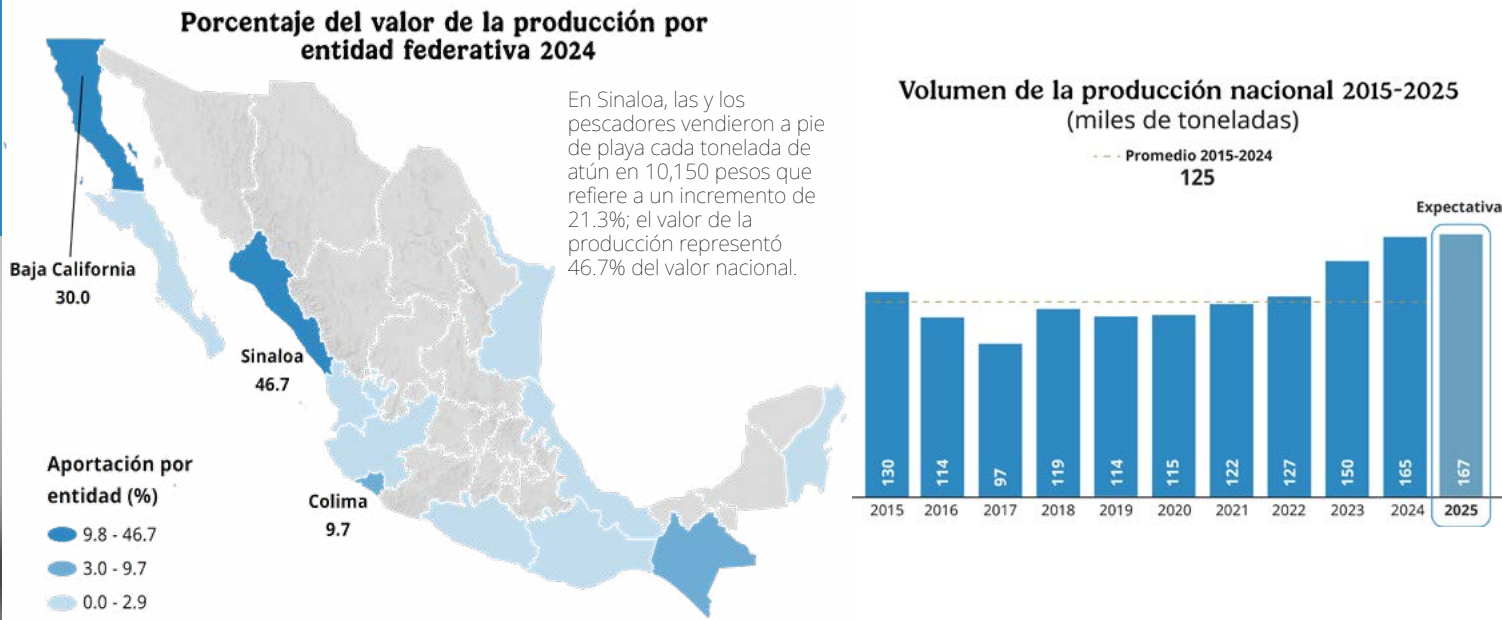 Porcentaje del valor de la producción por
entidad federativa 2024
En Sinaloa, las y los
pescadores vendieron a pie
de playa cada tonelada de
atún en 10,150 pesos que
refiere a un incremento de
21.3%; el valor de la
producción representó
46.7% del valor nacional.
Baja California
30.0
Sinaloa
46.7
Colima
9.7
Aportación por
entidad (%)
9.8 - 46.7
3.0 - 9.7
0.0 - 2.9
Volumen de la producción nacional 2015-2025
(miles de toneladas)
Promedio 2015-2024
125
Expectativa
130 114 97 119 114 115 122 127 150 165 167
2015 2016 2017 2018 2019 2020 2021 2022 2023 2024 2025